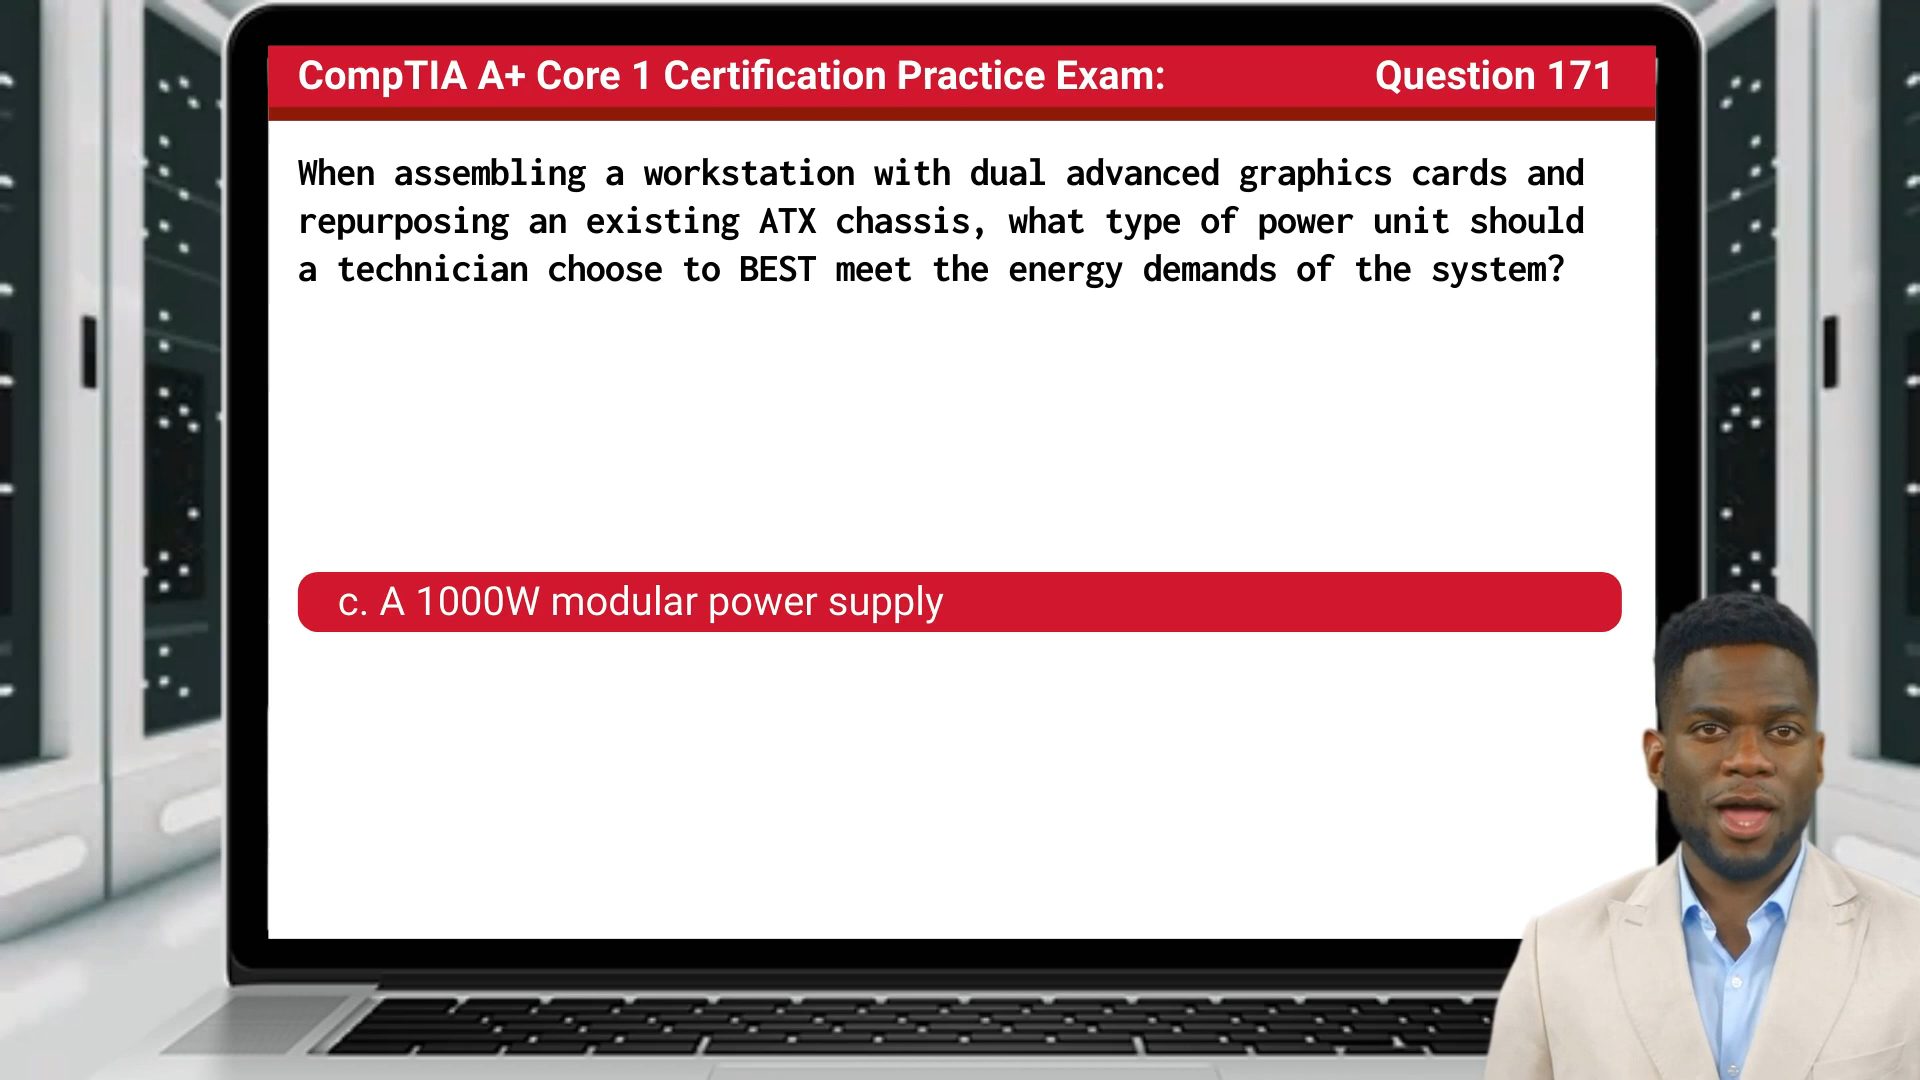 CompTIA A+ Core 1 Certification Practice Exam: Question 171
When assembling a workstation with dual advanced graphics cards and
repurposing an existing ATX chassis, what type of power unit should
a technician choose to BEST meet the energy demands of the system?
c. A 1000W modular power supply